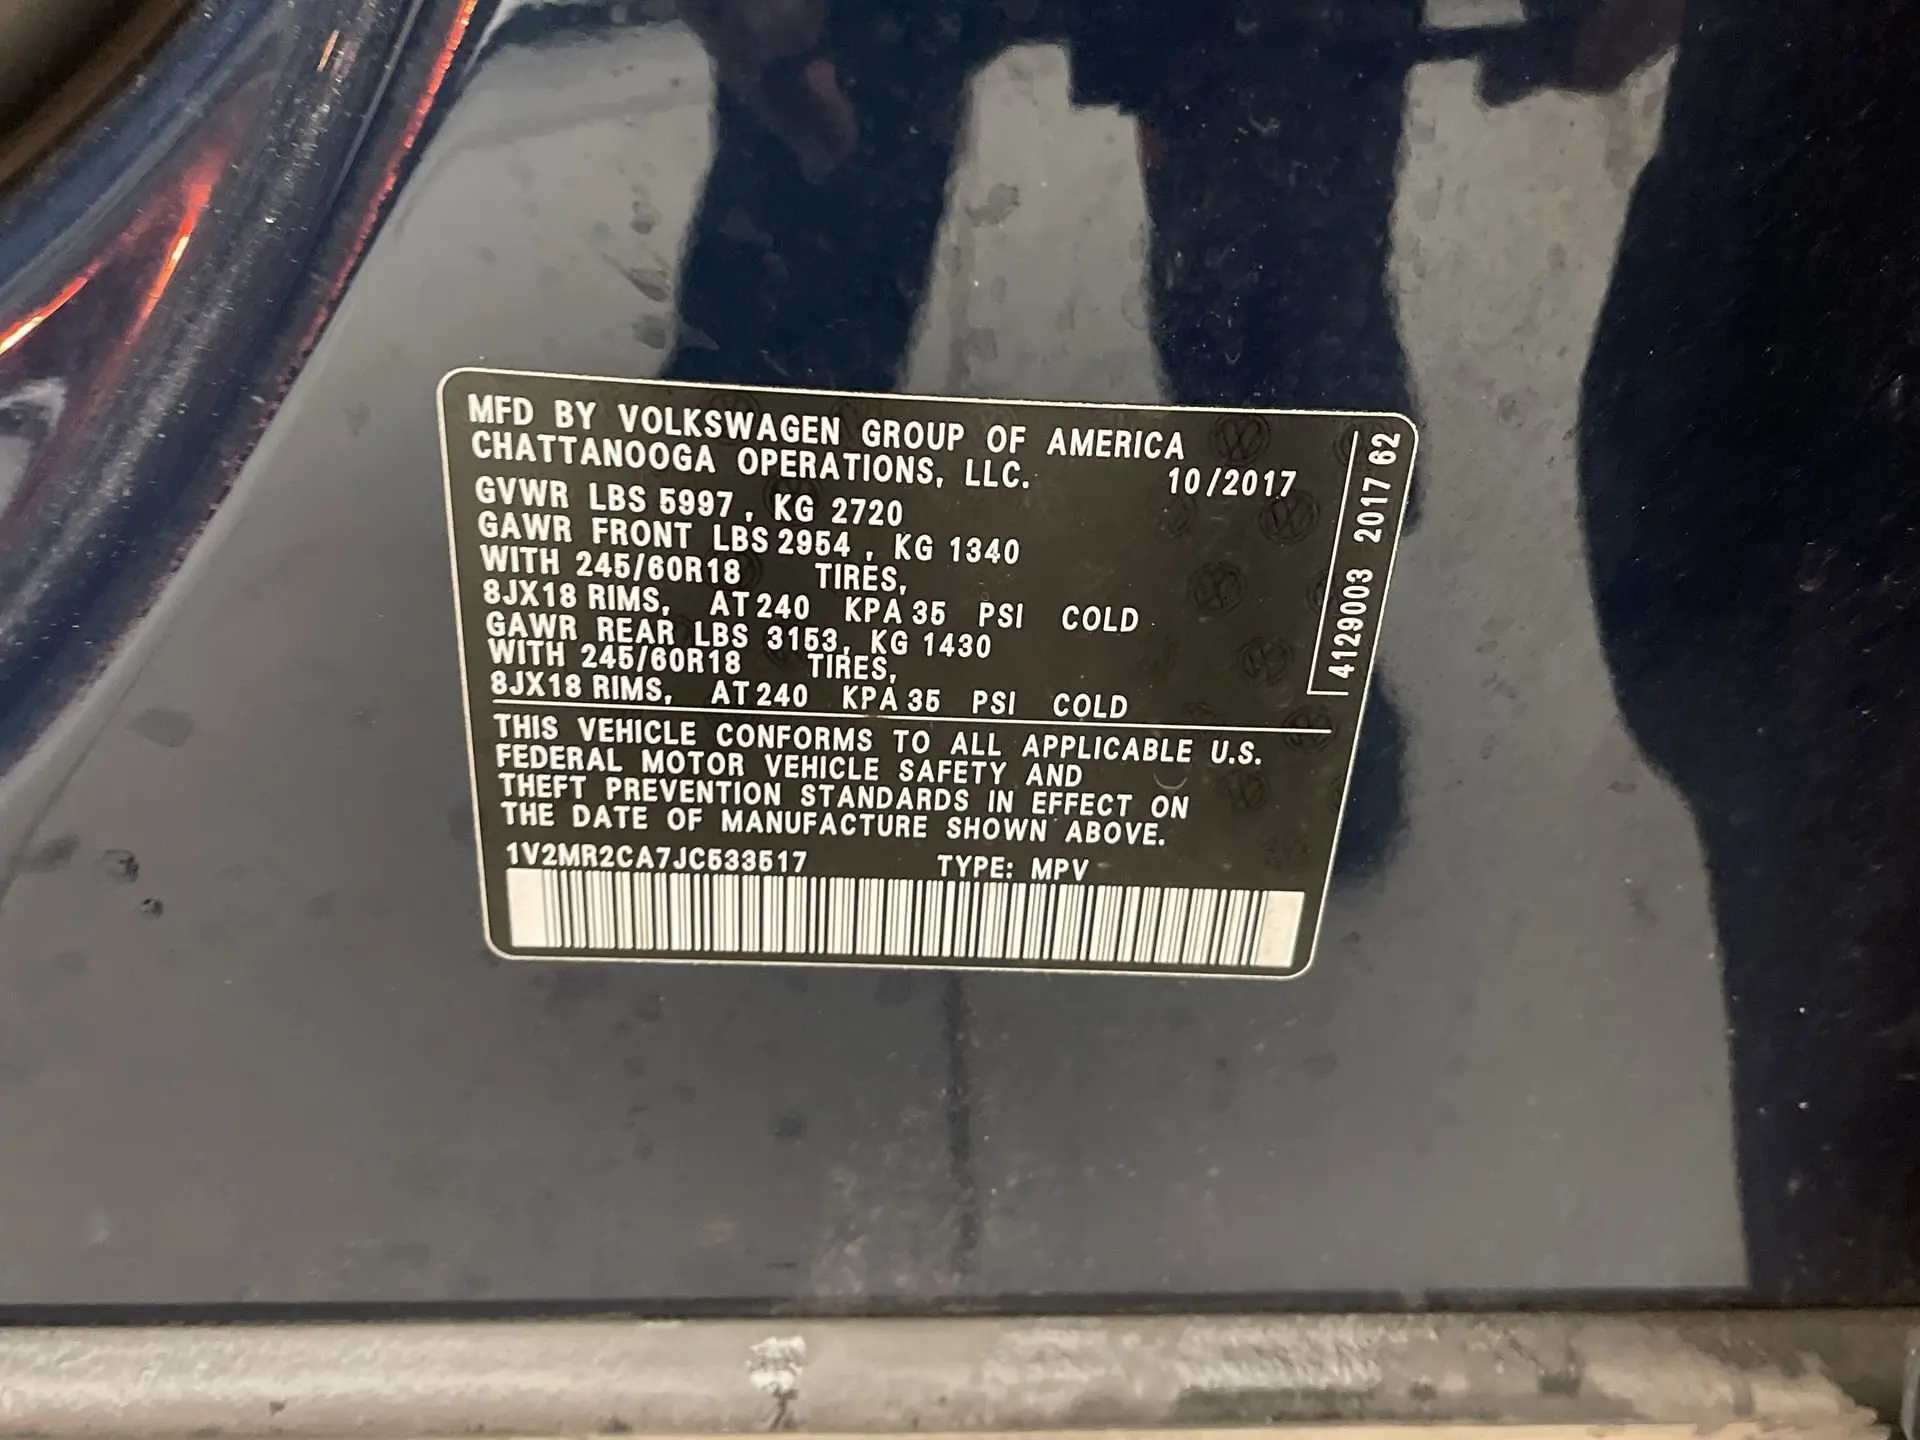 MFD BY VOLKSWAGEN GROUP OF AMERICA
CHATTANOOGA OPERATIONS, LLC. 10/2017
GVWR LBS 5997, KG 2720
GAWR FRONT LBS 2954, KG 1340
WITH 245/60R18 TIRES,
8JX18 RIMS, AT 240 KPA 35 PSI COLD
GAWR REAR LBS 3153, KG 1430
WITH 245/60R18 TIRES,
8JX18 RIMS, AT 240 KPA 35 PSI COLD
THIS VEHICLE CONFORMS TO ALL APPLICABLE U.S.
FEDERAL MOTOR VEHICLE SAFETY AND
THEFT PREVENTION STANDARDS IN EFFECT ON
THE DATE OF MANUFACTURE SHOWN ABOVE.
1V2MR2CA7JC533517 TYPE: MPV
4129003 2017 62